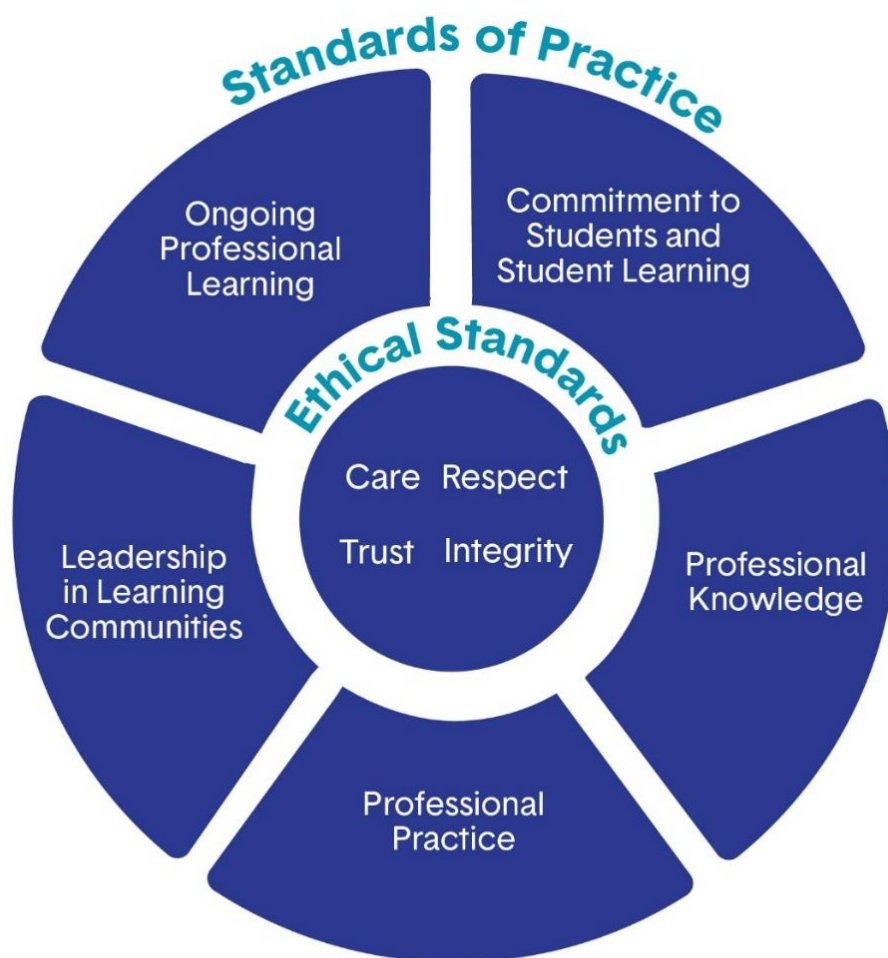 Standards of Practice
Ongoing
Professional
Learning
Commitment to
Students and
Student Learning
Ethical Standards
Care Respect
Trust Integrity
Leadership
in Learning
Communities
Professional
Knowledge
Professional
Practice